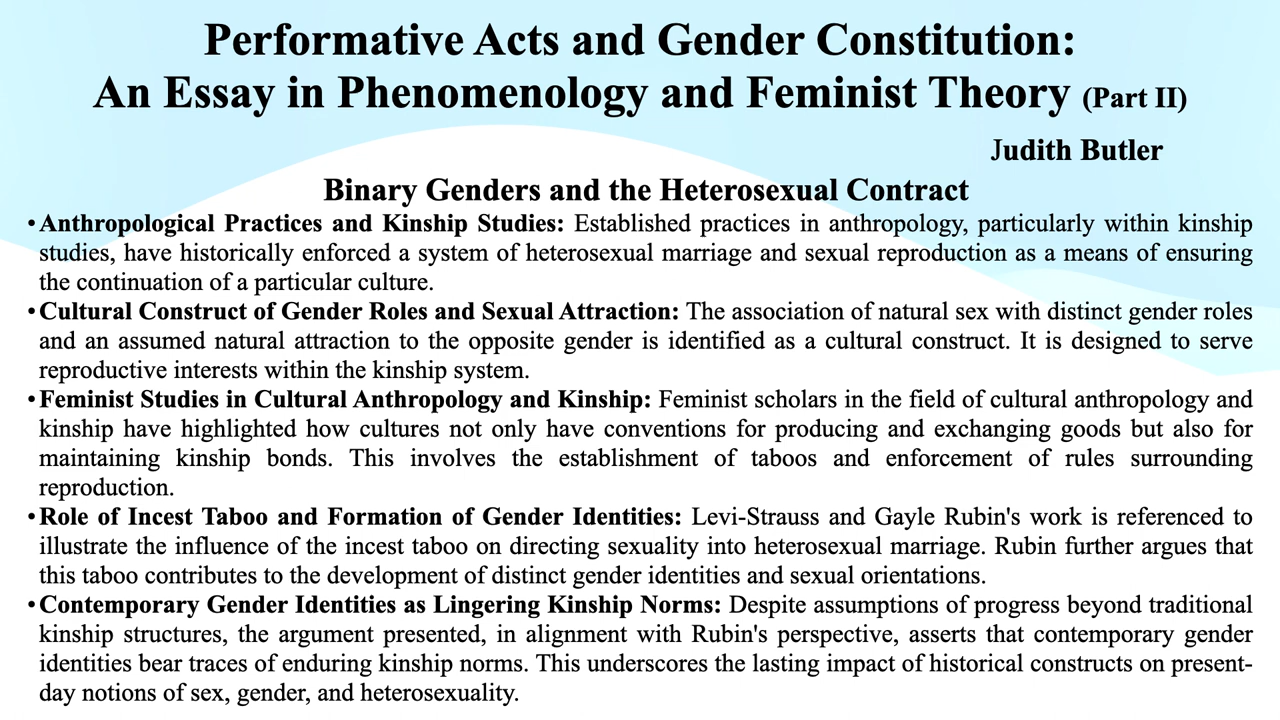 Performative Acts and Gender Constitution:
An Essay in Phenomenology and Feminist Theory (Part II)
Judith Butler
Binary Genders and the Heterosexual Contract
•Anthropological Practices and Kinship Studies: Established practices in anthropology, particularly within kinship
studies, have historically enforced a system of heterosexual marriage and sexual reproduction as a means of ensuring
the continuation of a particular culture.
•Cultural Construct of Gender Roles and Sexual Attraction: The association of natural sex with distinct gender roles
and an assumed natural attraction to the opposite gender is identified as a cultural construct. It is designed to serve
reproductive interests within the kinship system.
•Feminist Studies in Cultural Anthropology and Kinship: Feminist scholars in the field of cultural anthropology and
kinship have highlighted how cultures not only have conventions for producing and exchanging goods but also for
maintaining kinship bonds. This involves the establishment of taboos and enforcement of rules surrounding
reproduction.
•Role of Incest Taboo and Formation of Gender Identities: Levi-Strauss and Gayle Rubin's work is referenced to
illustrate the influence of the incest taboo on directing sexuality into heterosexual marriage. Rubin further argues that
this taboo contributes to the development of distinct gender identities and sexual orientations.
•Contemporary Gender Identities as Lingering Kinship Norms: Despite assumptions of progress beyond traditional
kinship structures, the argument presented, in alignment with Rubin's perspective, asserts that contemporary gender
identities bear traces of enduring kinship norms. This underscores the lasting impact of historical constructs on present-
day notions of sex, gender, and heterosexuality.